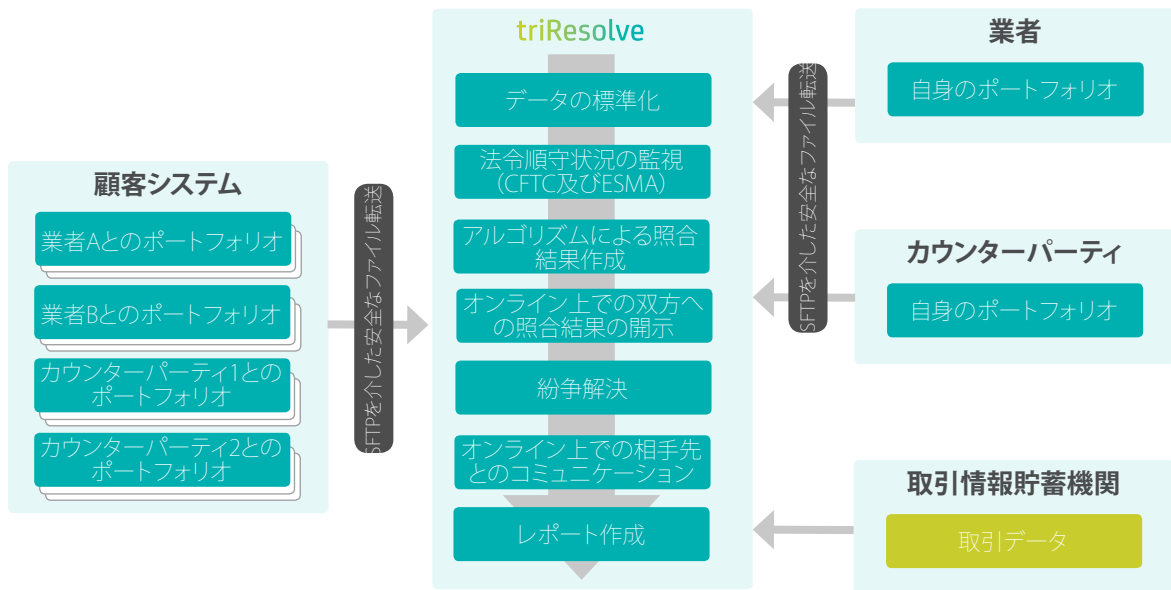 顧客システム
業者Aとのポートフォリオ
業者Bとのポートフォリオ
カウンターパーティ1との
ポートフォリオ
カウンターパーティ2との
ポートフォリオ
SFTPを介した安全なファイル転送
triResolve
データの標準化
法令順守状況の監視
(CFTC及びESMA)
アルゴリズムによる照合
結果作成
オンライン上での双方へ
の照合結果の開示
紛争解決
オンライン上での相手先
とのコミュニケーション
レポート作成
SFTPを介した安全なファイル転送
業者
自身のポートフォリオ
カウンターパーティ
自身のポートフォリオ
取引情報貯蓄機関
取引データ